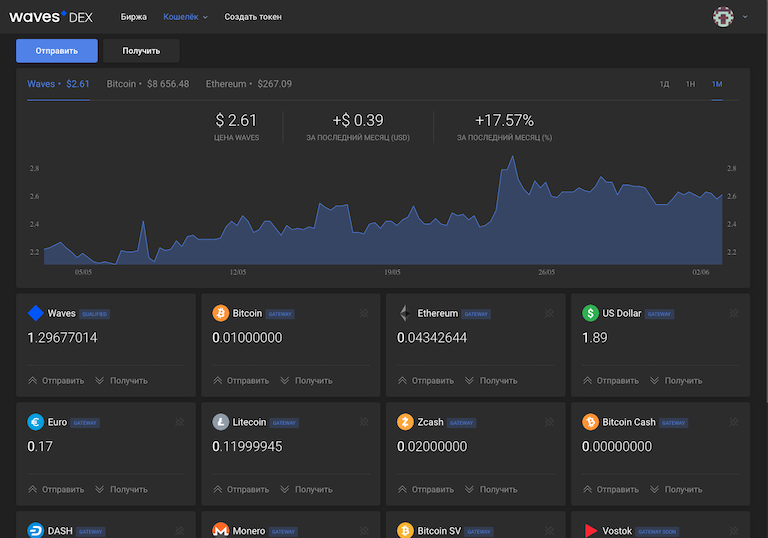 waves DEX Биржа Кошелёк Создать токен
Отправить Получить
Waves • $2.61 Bitcoin • $8 656.48 Ethereum • $267.09 1Д 1Н 1М
$ 2.61 +$ 0.39 +17.57%
ЦЕНА WAVES ЗА ПОСЛЕДНИЙ МЕСЯЦ (USD) ЗА ПОСЛЕДНИЙ МЕСЯЦ (%)
2.8 2.8
2.6 2.6
2.4 2.4
2.2 2.2
05/05 12/05 19/05 26/05 02/06
Waves QUALIFIED Bitcoin GATEWAY Ethereum GATEWAY US Dollar GATEWAY
1.29677014 0.01000000 0.04342644 1.89
Отправить Получить Отправить Получить Отправить Получить Отправить Получить
Euro GATEWAY Litecoin GATEWAY Zcash GATEWAY Bitcoin Cash GATEWAY
0.17 0.11999945 0.02000000 0.00000000
Отправить Получить Отправить Получить Отправить Получить Отправить Получить
DASH GATEWAY Monero GATEWAY Bitcoin SV GATEWAY Vostok GATEWAY SOON